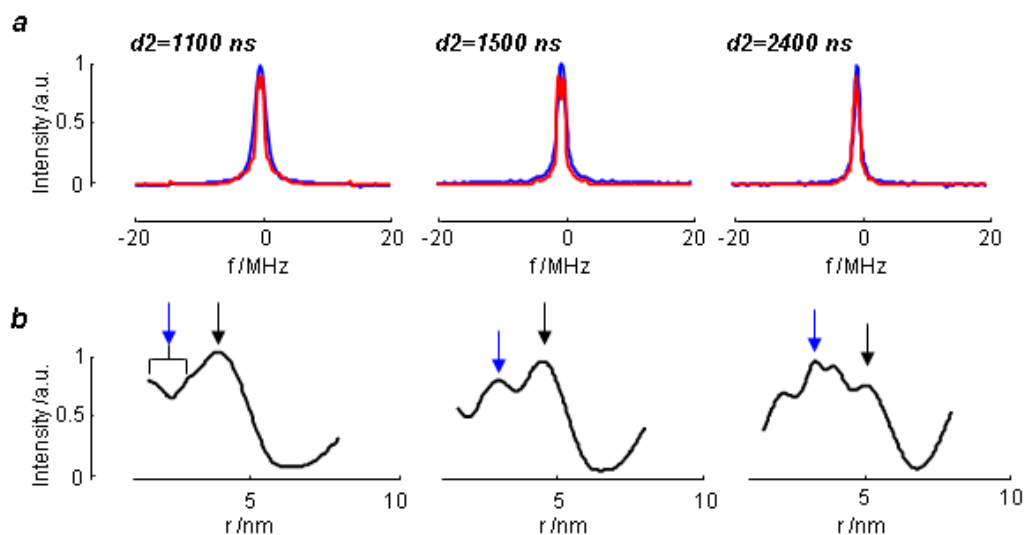 a
d2=1100 ns d2=1500 ns d2=2400 ns
Intensity /a.u.
1
0.5
0
-20 0 20 -20 0 20 -20 0 20
f /MHz f /MHz f /MHz
b
Intensity /a.u.
1
0.5
0
5 10 5 10 5 10
r /nm r /nm r /nm